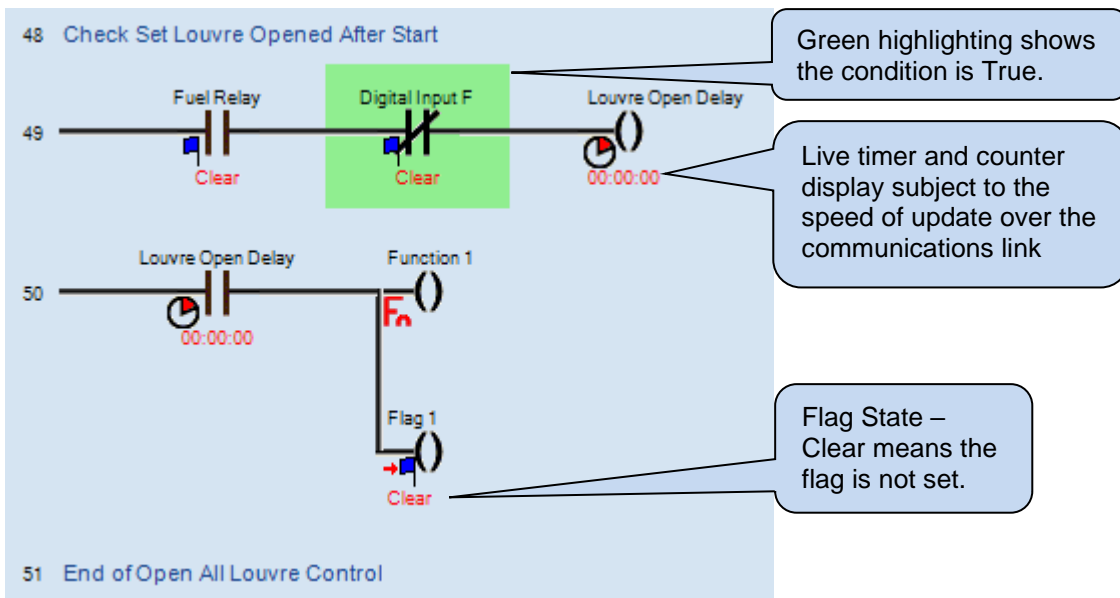 48 Check Set Louvre Opened After Start
Green highlighting shows
the condition is True.
Fuel Relay
Digital Input F
Louvre Open Delay
49
Clear
Clear
00:00:00
Live timer and counter
display subject to the
speed of update over the
communications link
Louvre Open Delay
Function 1
50
Fn
00:00:00
Flag 1
Clear
Flag State –
Clear means the
flag is not set.
51 End of Open All Louvre Control